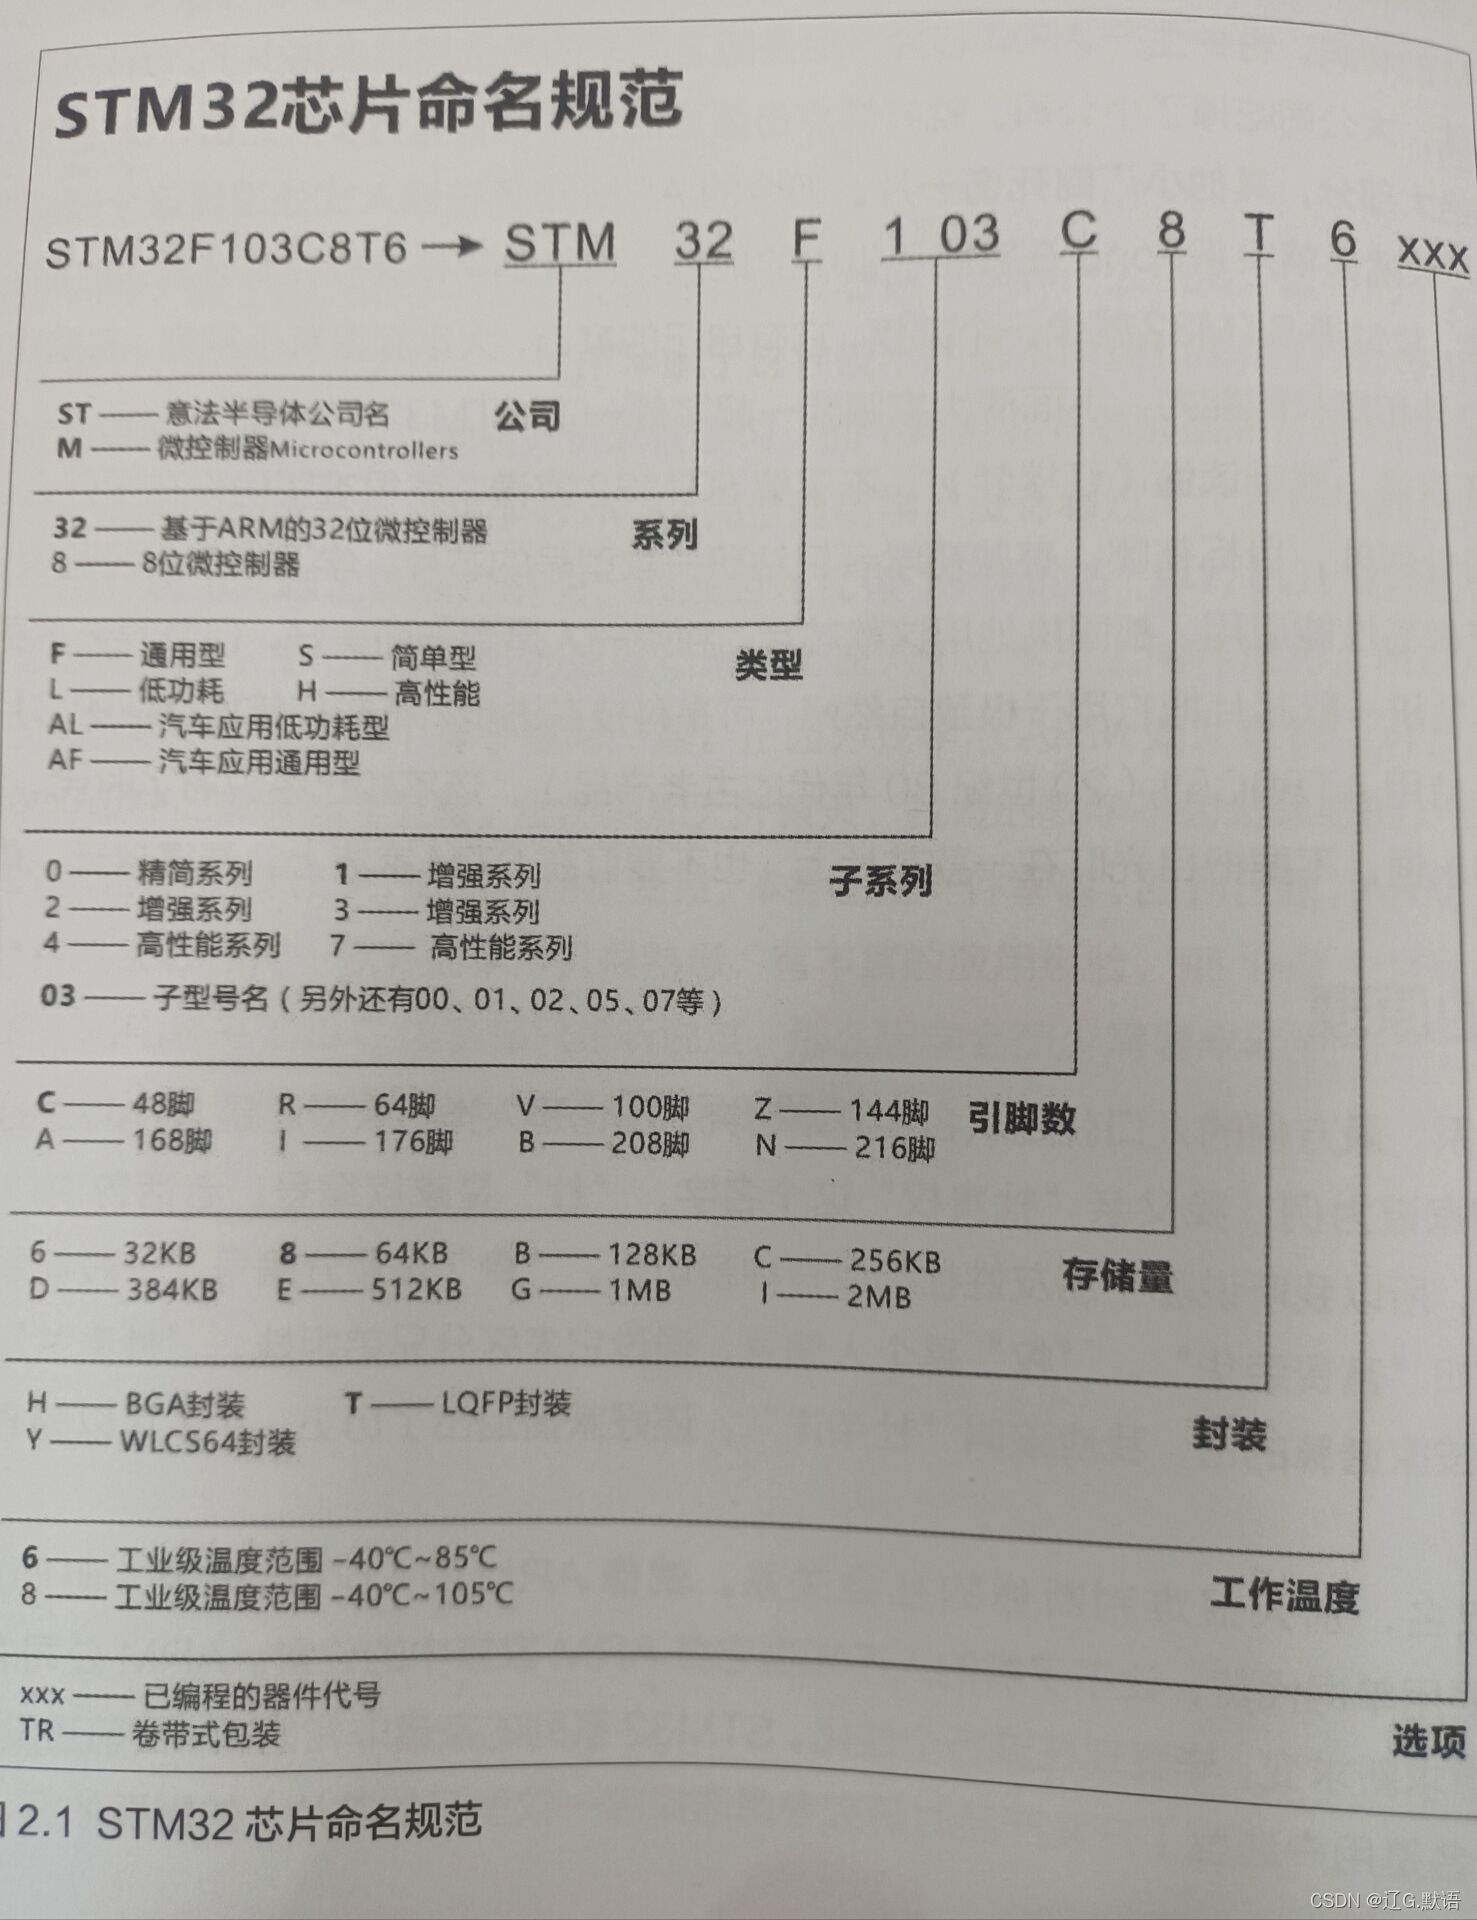 STM32芯片命名规范
STM32F103C8T6 → STM 32 F 1 03 C 8 T 6 xxx
ST —— 意法半导体公司名 公司
M —— 微控制器Microcontrollers
32 —— 基于ARM的32位微控制器 系列
8 —— 8位微控制器
F —— 通用型 S —— 简单型 类型
L —— 低功耗 H —— 高性能
AL —— 汽车应用低功耗型
AF —— 汽车应用通用型
0 —— 精简系列 1 —— 增强系列 子系列
2 —— 增强系列 3 —— 增强系列
4 —— 高性能系列 7 —— 高性能系列
03 —— 子型号名（另外还有00、01、02、05、07等）
C —— 48脚 R —— 64脚 V —— 100脚 Z —— 144脚 引脚数
A —— 168脚 I —— 176脚 B —— 208脚 N —— 216脚
6 —— 32KB 8 —— 64KB B —— 128KB C —— 256KB 存储量
D —— 384KB E —— 512KB G —— 1MB I —— 2MB
H —— BGA封装 T —— LQFP封装 封装
Y —— WLCS64封装
6 —— 工业级温度范围 -40℃~85℃ 工作温度
8 —— 工业级温度范围 -40℃~105℃
xxx —— 已编程的器件代号 选项
TR —— 卷带式包装
2.1 STM32 芯片命名规范
CSDN @辽G.默语